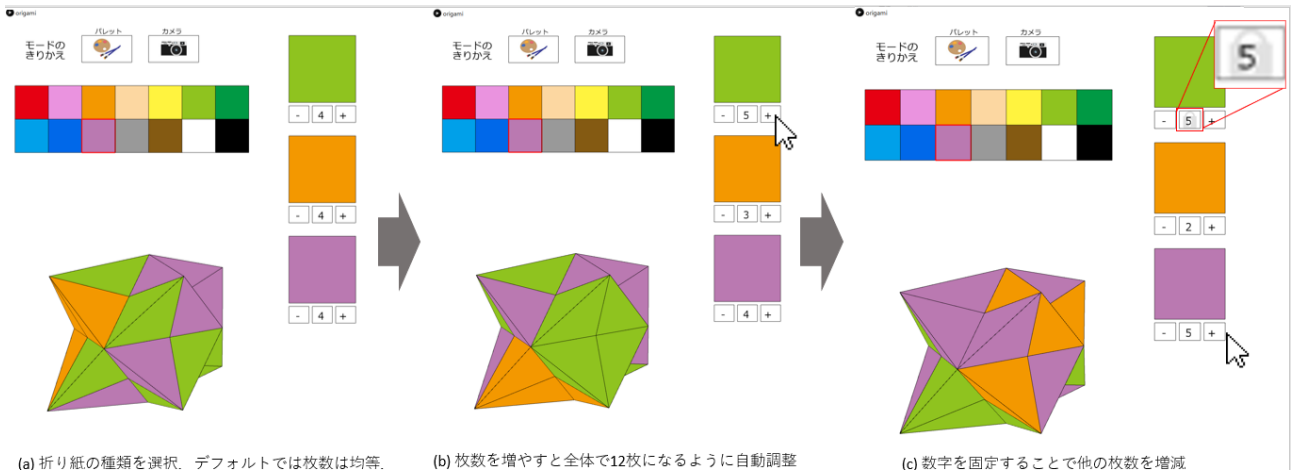 origami
モードの
きりかえ
パレット
カメラ
- 4 +
- 4 +
- 4 +
(a) 折り紙の種類を選択，デフォルトでは枚数は均等.
origami
モードの
きりかえ
パレット
カメラ
- 5 +
- 3 +
- 4 +
(b) 枚数を増やすと全体で12枚になるように自動調整
origami
モードの
きりかえ
パレット
カメラ
5
- 5 +
- 2 +
- 5 +
(c) 数字を固定することで他の枚数を増減